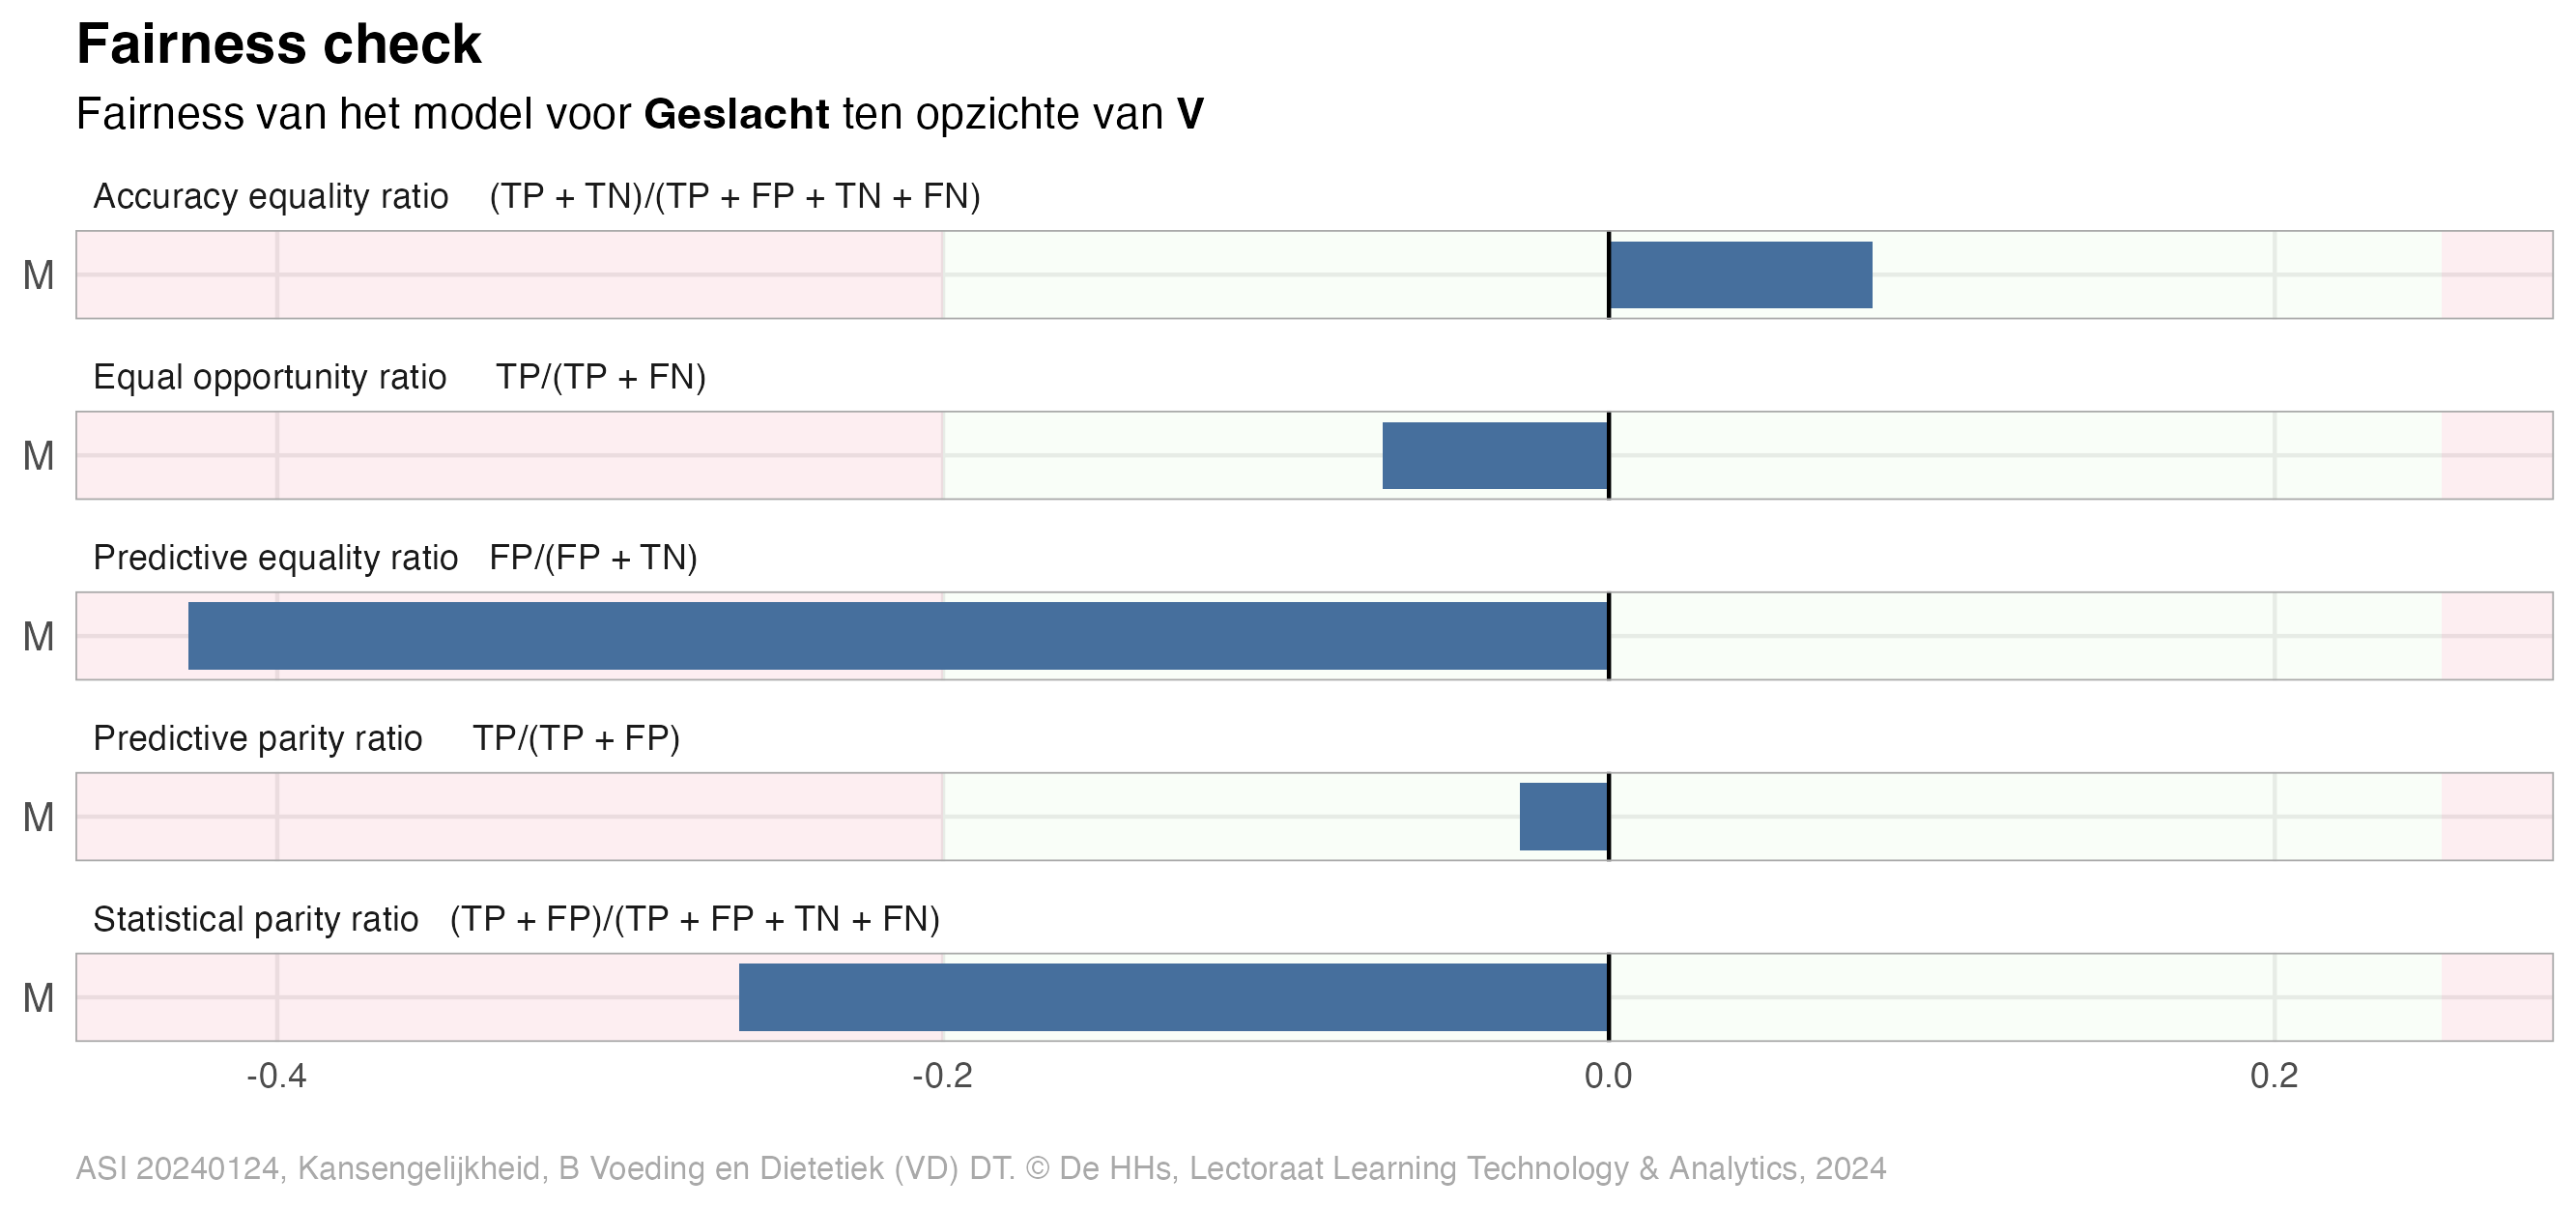 Fairness check
Fairness van het model voor Geslacht ten opzichte van V
Accuracy equality ratio (TP + TN)/(TP + FP + TN + FN)
M
Equal opportunity ratio TP/(TP + FN)
M
Predictive equality ratio FP/(FP + TN)
M
Predictive parity ratio TP/(TP + FP)
M
Statistical parity ratio (TP + FP)/(TP + FP + TN + FN)
M
-0.4 -0.2 0.0 0.2
ASI 20240124, Kansengelijkheid, B Voeding en Dietetiek (VD) DT. © De HHs, Lectoraat Learning Technology & Analytics, 2024